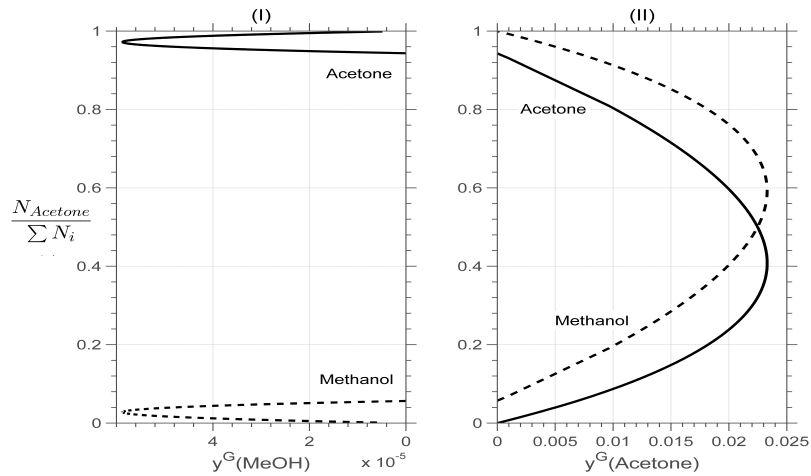 (I) (II)
1 1
Acetone
Acetone
0.8 0.8
0.6 0.6
N_{Acetone}
∑ N_i
0.4 0.4
Methanol
0.2 0.2
Methanol
0 0
4 2 0 0 0.005 0.01 0.015 0.02 0.025
y^G(MeOH) x 10^{-5} y^G(Acetone)